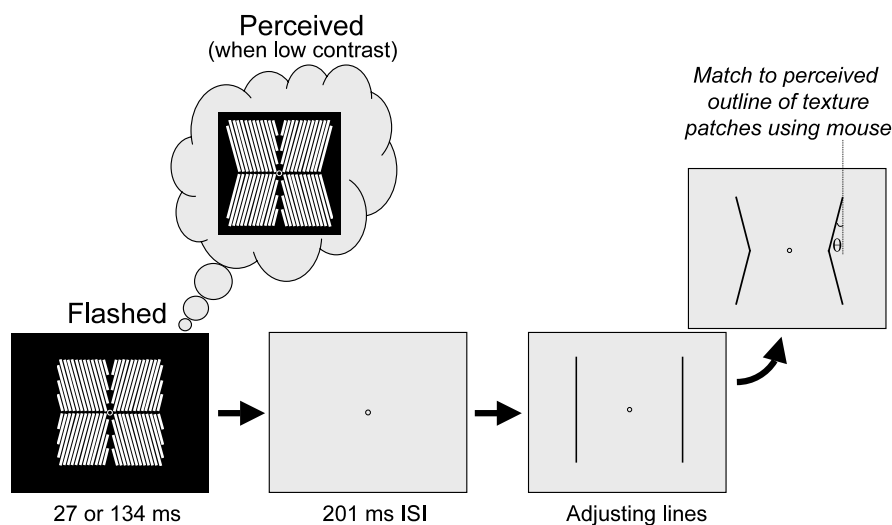 Perceived
(when low contrast)
Match to perceived
outline of texture
patches using mouse
θ
Flashed
27 or 134 ms
201 ms ISI
Adjusting lines